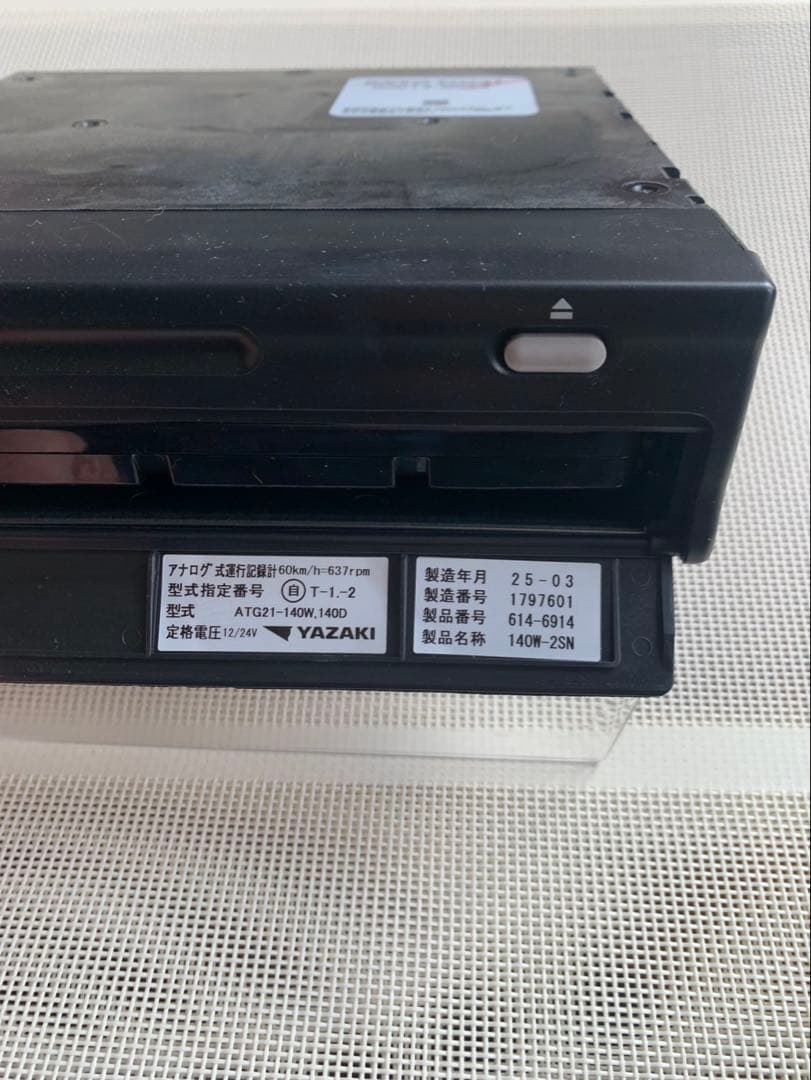 アナログ式運行記録計60km/h=637rpm
型式指定番号 自 T-1.-2
型式 ATG21-140W,140D
定格電圧12/24V YAZAKI
製造年月 25-03
製造番号 1797601
製品番号 614-6914
製品名称 140W-2SN